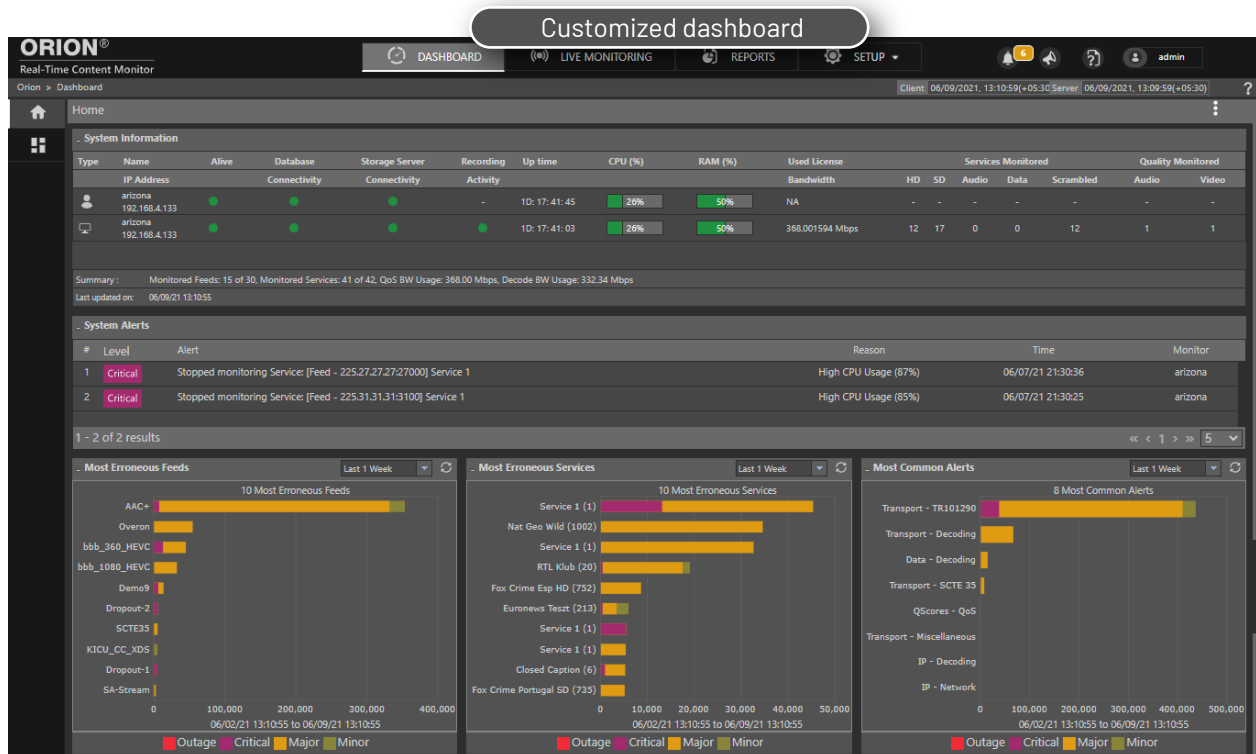 Customized dashboard
ORION®
Real-Time Content Monitor
DASHBOARD
LIVE MONITORING
REPORTS
SETUP
6
admin
Orion > Dashboard
Client 06/09/2021, 13:10:59(+05:30 Server 06/09/2021, 13:09:59(+05:30)
?
Home
System Information
Type Name Alive Database Storage Server Recording Up time CPU (%) RAM (%) Used License Services Monitored Quality Monitored
IP Address Connectivity Connectivity Activity Bandwidth HD SD Audio Data Scrambled Audio Video
arizona
192.168.4.133 - 1D: 17: 41: 45 26% 50% NA - - - - - - -
arizona
192.168.4.133 1D: 17: 41: 03 26% 50% 368.001594 Mbps 12 17 0 0 12 1 1
Summary : Monitored Feeds: 15 of 30, Monitored Services: 41 of 42, QoS BW Usage: 368.00 Mbps, Decode BW Usage: 332.34 Mbps
Last updated on: 06/09/21 13:10:55
System Alerts
# Level Alert Reason Time Monitor
1 Critical Stopped monitoring Service: [Feed - 225.27.27.27:27000] Service 1 High CPU Usage (87%) 06/07/21 21:30:36 arizona
2 Critical Stopped monitoring Service: [Feed - 225.31.31.31:3100] Service 1 High CPU Usage (85%) 06/07/21 21:30:25 arizona
1 - 2 of 2 results
« < 1 > » 5
Most Erroneous Feeds
Last 1 Week
10 Most Erroneous Feeds
AAC+
Overon
bbb_360_HEVC
bbb_1080_HEVC
Demo9
Dropout-2
SCTE35
KICU_CC_XDS
Dropout-1
SA-Stream
0 100,000 200,000 300,000 400,000
06/02/21 13:10:55 to 06/09/21 13:10:55
Outage Critical Major Minor
Most Erroneous Services
Last 1 Week
10 Most Erroneous Services
Service 1 (1)
Nat Geo Wild (1002)
Service 1 (1)
RTL Klub (20)
Fox Crime Esp HD (752)
Euronews Teszt (213)
Service 1 (1)
Service 1 (1)
Closed Caption (6)
Fox Crime Portugal SD (735)
0 10,000 20,000 30,000 40,000 50,000
06/02/21 13:10:55 to 06/09/21 13:10:55
Outage Critical Major Minor
Most Common Alerts
Last 1 Week
8 Most Common Alerts
Transport - TR101290
Transport - Decoding
Data - Decoding
Transport - SCTE 35
QScores - QoS
Transport - Miscellaneous
IP - Decoding
IP - Network
0 100,000 200,000 300,000 400,000 500,000
06/02/21 13:10:55 to 06/09/21 13:10:55
Outage Critical Major Minor